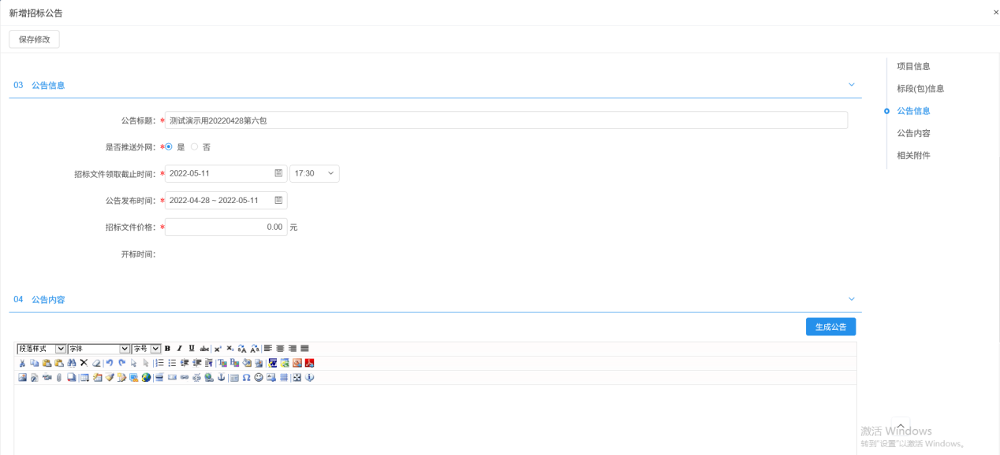 新增招标公告
保存修改
03 公告信息
公告标题：*测试演示用20220428第六包
是否推送外网：*是 否
招标文件领取截止时间：*2022-05-11 17:30
公告发布时间：*2022-04-28 ~ 2022-05-11
招标文件价格：*0.00 元
开标时间：
04 公告内容
生成公告
段落样式 字体 字号
项目信息
标段(包)信息
公告信息
公告内容
相关附件
激活 Windows
转到"设置"以激活 Windows。